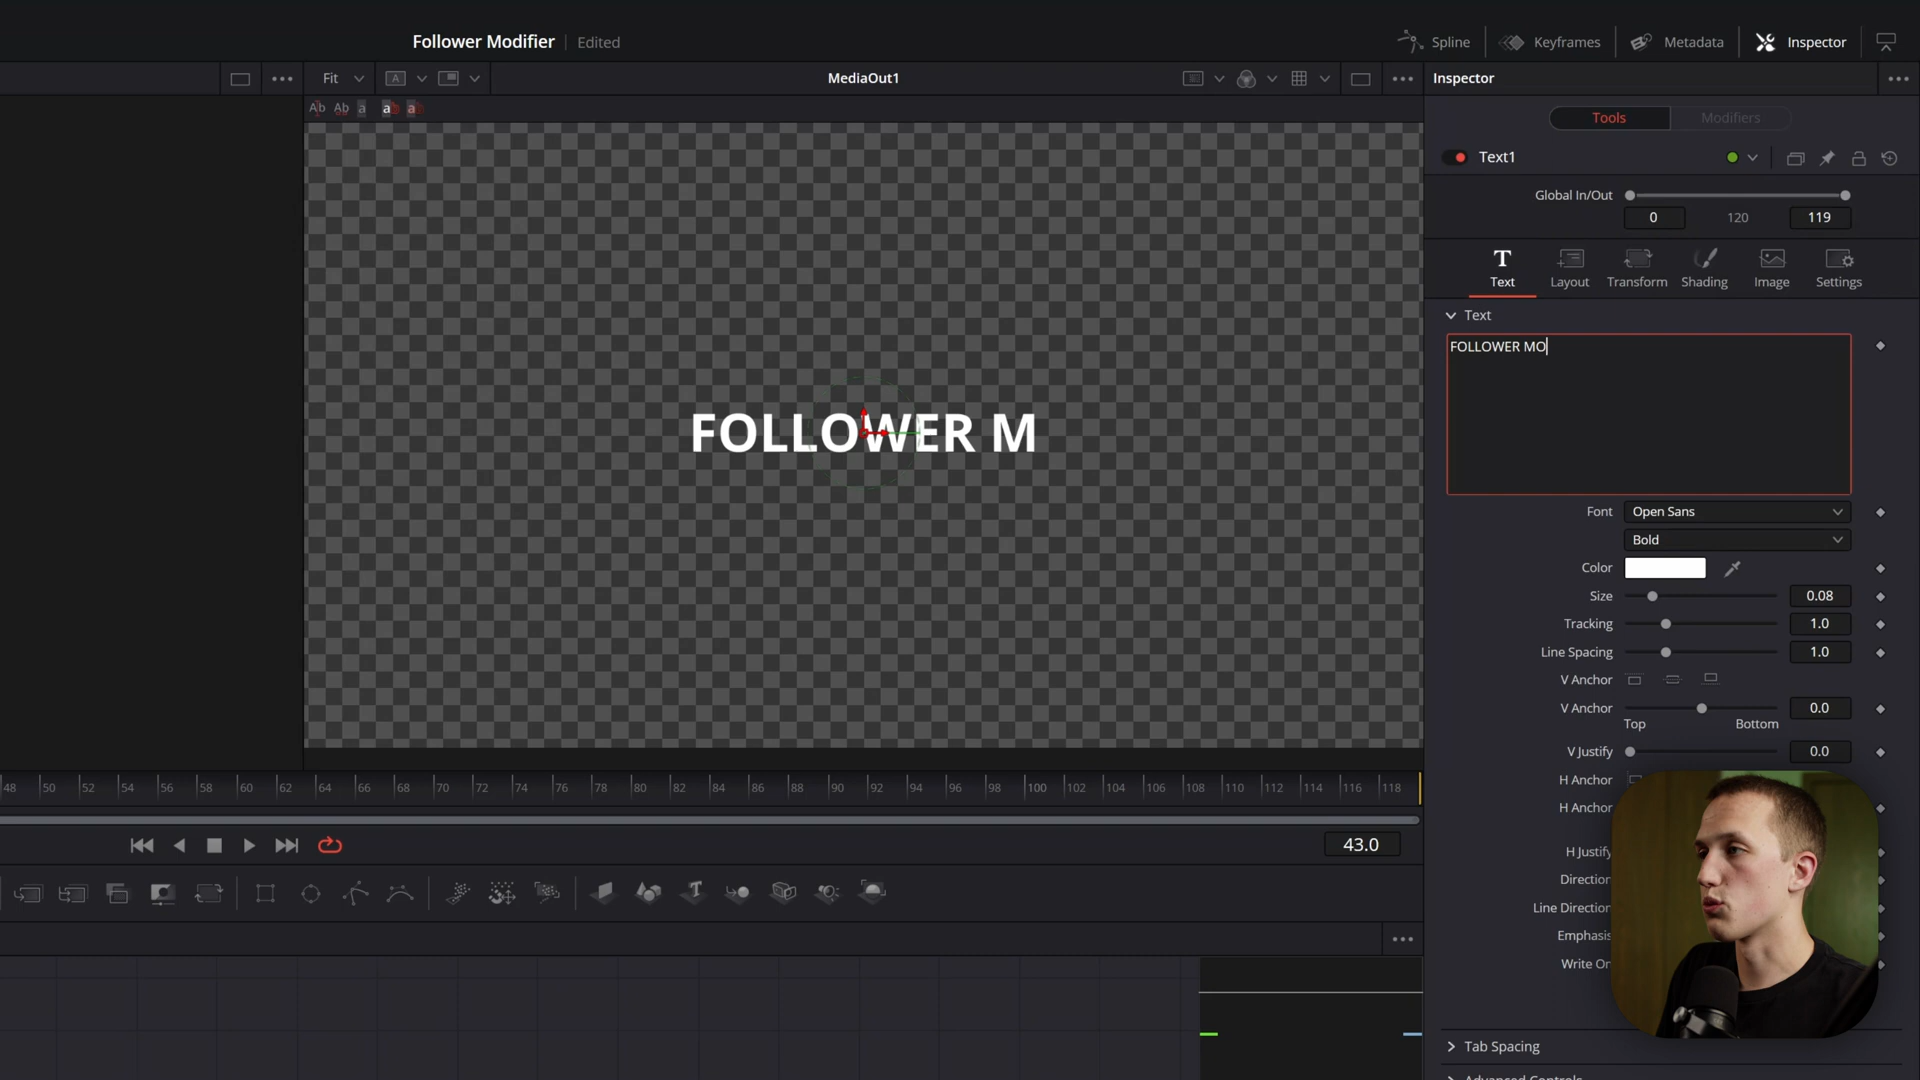 Follower Modifier Edited
Spline
Keyframes
Metadata
Inspector
Fit
MediaOut1
Inspector
Tools
Modifiers
Text1
Global In/Out
0 120 119
Text
Layout
Transform
Shading
Image
Settings
Text
FOLLOWER MO
FOLLOWER M
Font Open Sans
Bold
Color
Size 0.08
Tracking 1.0
Line Spacing 1.0
V Anchor
V Anchor 0.0
Top Bottom
V Justify 0.0
H Anchor
H Anchor
H Justify
Direction
Line Direction
Emphasis
Write On
Tab Spacing
Advanced Controls
48 50 52 54 56 58 60 62 64 66 68 70 72 74 76 78 80 82 84 86 88 90 92 94 96 98 100 102 104 106 108 110 112 114 116 118
43.0